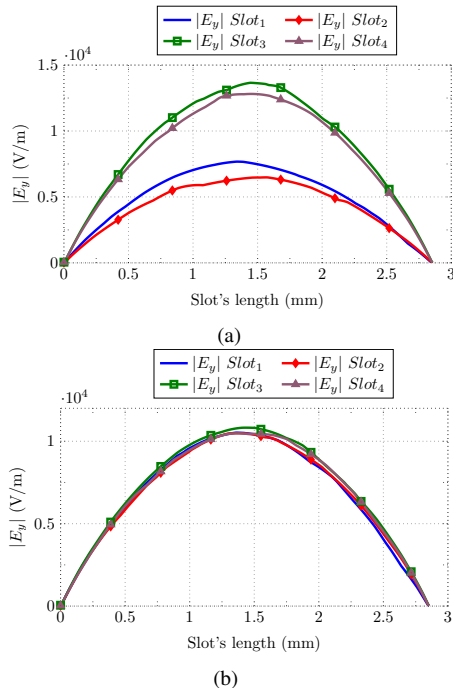 |E_y| Slot_1 |E_y| Slot_2
|E_y| Slot_3 |E_y| Slot_4
·10^4
1.5
1
0.5
0
|E_y| (V/m)
0 0.5 1 1.5 2 2.5 3
Slot's length (mm)
(a)
|E_y| Slot_1 |E_y| Slot_2
|E_y| Slot_3 |E_y| Slot_4
·10^4
1
0.5
0
|E_y| (V/m)
0 0.5 1 1.5 2 2.5 3
Slot's length (mm)
(b)